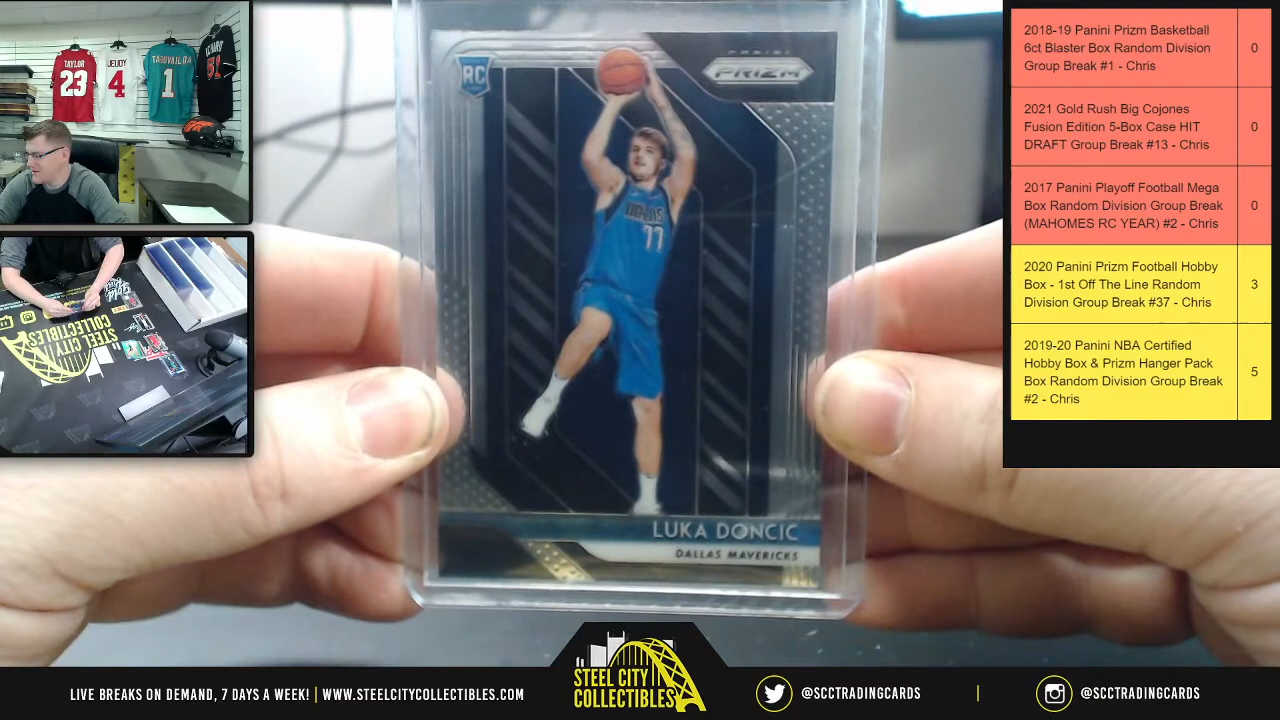 TAYLOR
23
JEUDY
4
TAGOVAILOA
1
51
STEEL CITY
COLLECTIBLES
RC
PANINI
PRIZM
77
LUKA DONCIC
DALLAS MAVERICKS
2018-19 Panini Prizm Basketball
6ct Blaster Box Random Division
Group Break #1 - Chris
0
2021 Gold Rush Big Cojones
Fusion Edition 5-Box Case HIT
DRAFT Group Break #13 - Chris
0
2017 Panini Playoff Football Mega
Box Random Division Group Break
(MAHOMES RC YEAR) #2 - Chris
0
2020 Panini Prizm Football Hobby
Box - 1st Off The Line Random
Division Group Break #37 - Chris
3
2019-20 Panini NBA Certified
Hobby Box & Prizm Hanger Pack
Box Random Division Group Break
#2 - Chris
5
LIVE BREAKS ON DEMAND, 7 DAYS A WEEK! | WWW.STEELCITYCOLLECTIBLES.COM
STEEL CITY
COLLECTIBLES
@SCCTRADINGCARDS | @SCCTRADINGCARDS